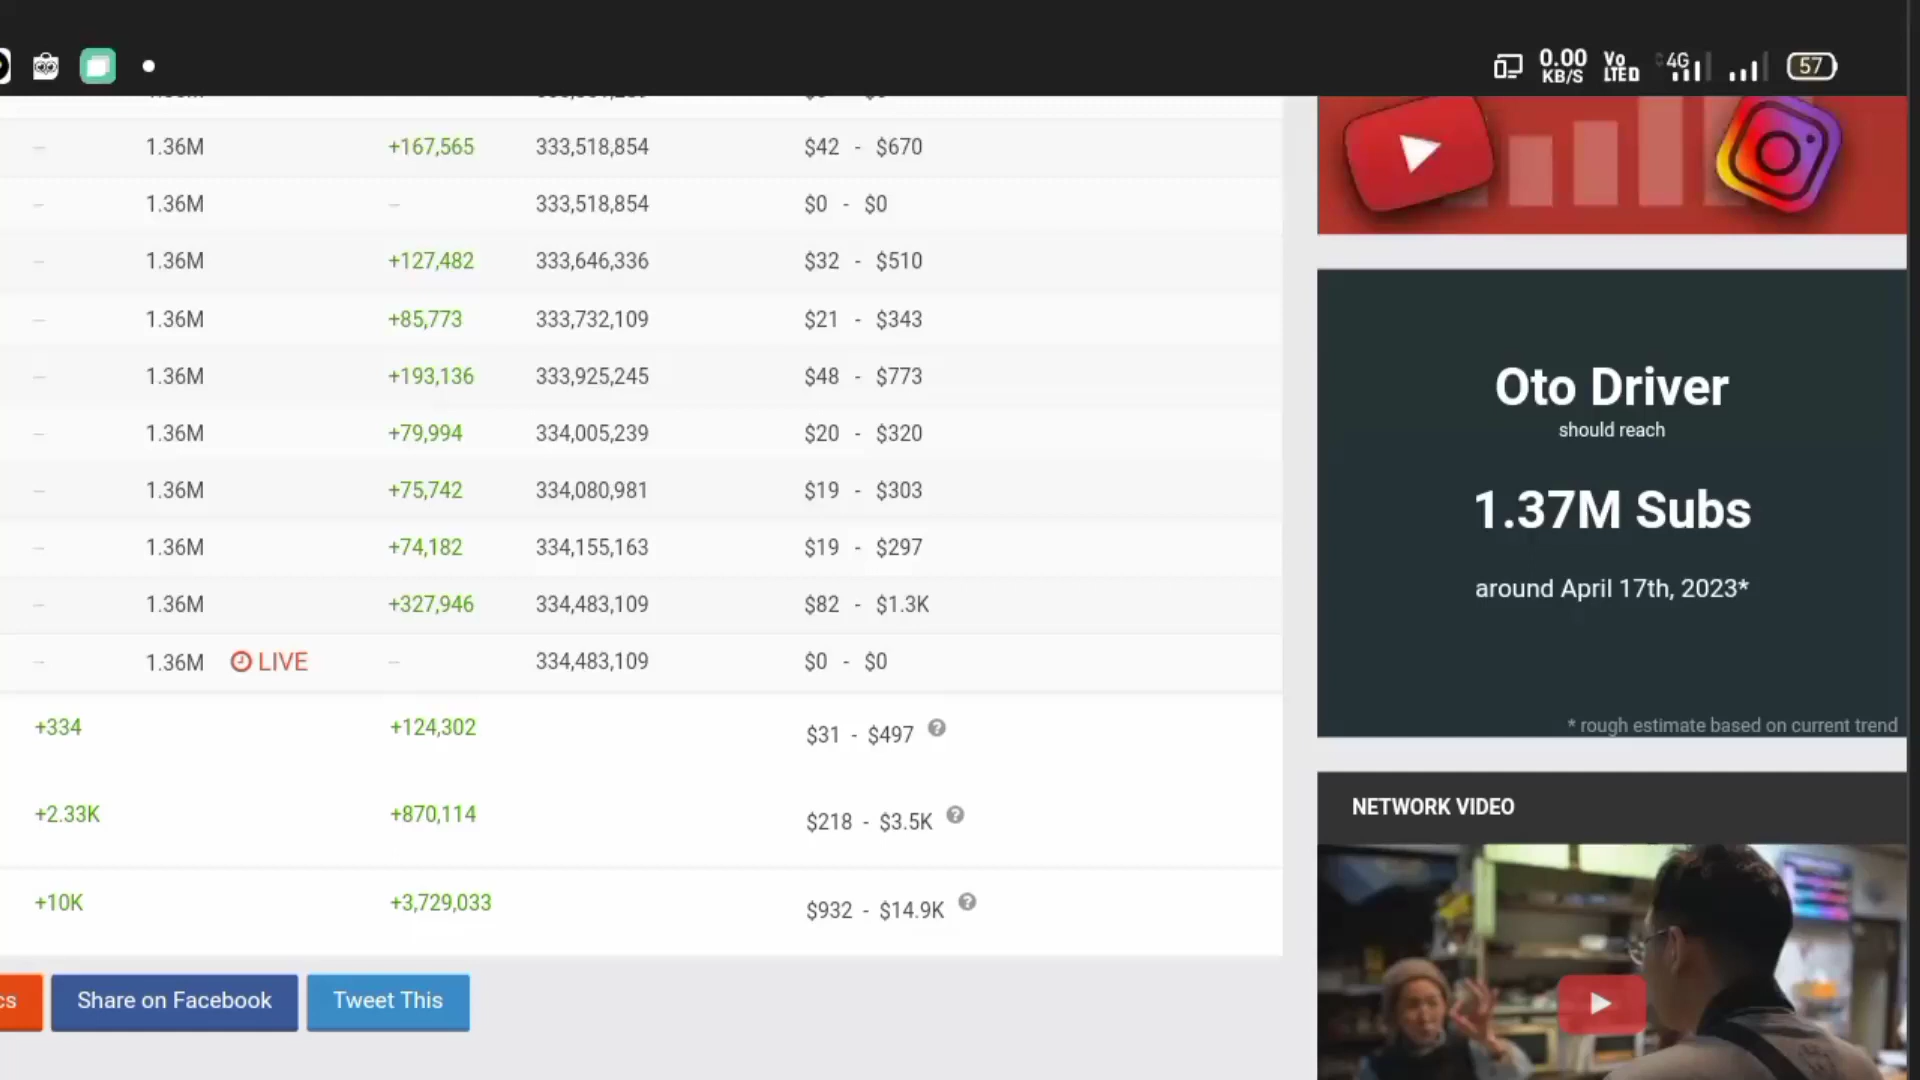 0.00 KB/S Vo LTE 4G 57
– 1.36M +167,565 333,518,854 $42 - $670
– 1.36M – 333,518,854 $0 - $0
– 1.36M +127,482 333,646,336 $32 - $510
– 1.36M +85,773 333,732,109 $21 - $343
– 1.36M +193,136 333,925,245 $48 - $773
– 1.36M +79,994 334,005,239 $20 - $320
– 1.36M +75,742 334,080,981 $19 - $303
– 1.36M +74,182 334,155,163 $19 - $297
– 1.36M +327,946 334,483,109 $82 - $1.3K
– 1.36M LIVE – 334,483,109 $0 - $0
+334 +124,302 $31 - $497
+2.33K +870,114 $218 - $3.5K
+10K +3,729,033 $932 - $14.9K
cs Share on Facebook Tweet This
Oto Driver
should reach
1.37M Subs
around April 17th, 2023*
* rough estimate based on current trend
NETWORK VIDEO